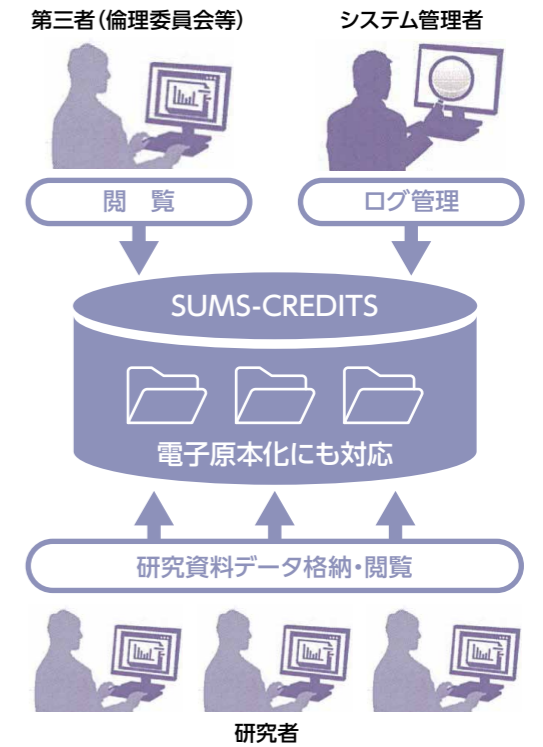 第三者（倫理委員会等）
システム管理者
閲　覧
ログ管理
SUMS-CREDITS
電子原本化にも対応
研究資料データ格納・閲覧
研究者